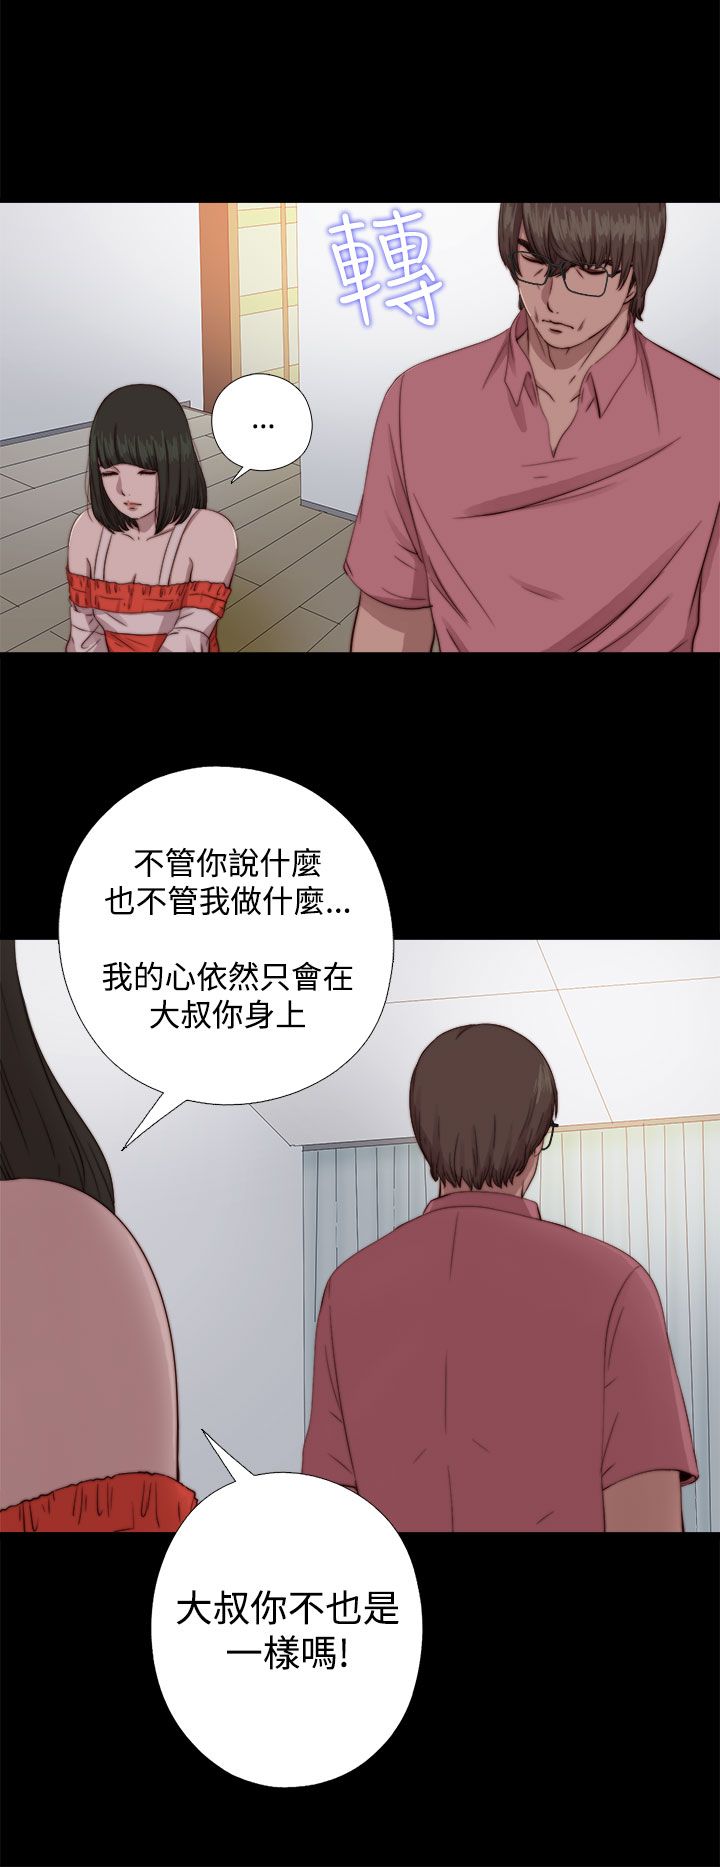 轉
...
不管你說什麼
也不管我做什麼...
我的心依然只會在
大叔你身上
大叔你不也是
一樣嗎!